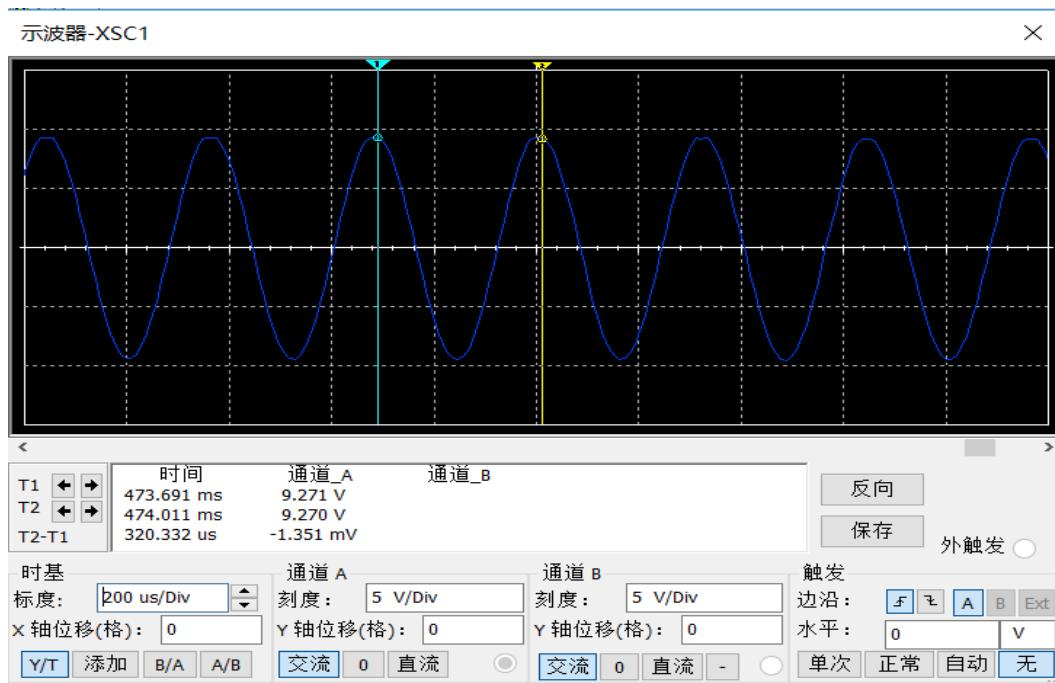 示波器-XSC1
1
2
时间 通道_A 通道_B
T1 473.691 ms 9.271 V
T2 474.011 ms 9.270 V
T2-T1 320.332 us -1.351 mV
反向
保存
外触发
时基 通道 A 通道 B 触发
标度: 200 us/Div 刻度: 5 V/Div 刻度: 5 V/Div 边沿: A B Ext
X 轴位移(格): 0 Y 轴位移(格): 0 Y 轴位移(格): 0 水平: 0 V
Y/T 添加 B/A A/B 交流 0 直流 交流 0 直流 - 单次 正常 自动 无